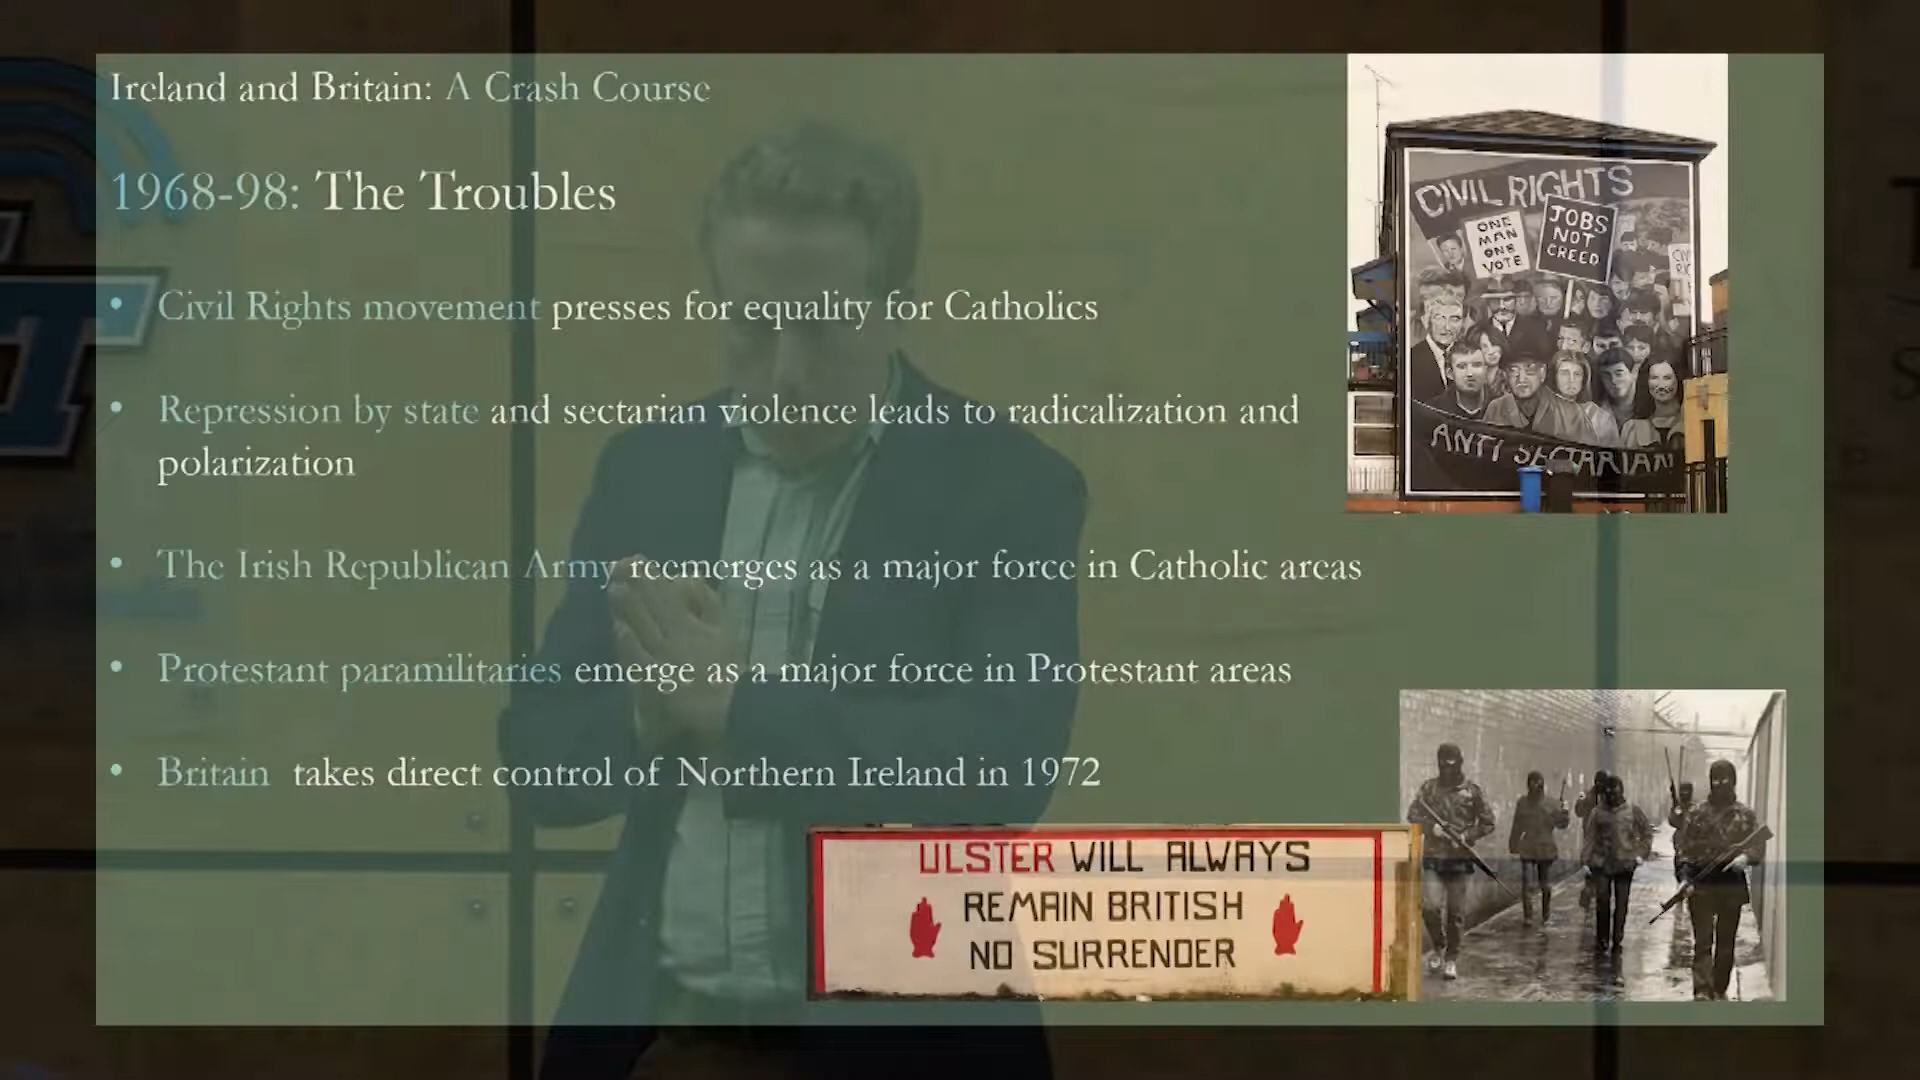 Ireland and Britain: A Crash Course
1968-98: The Troubles
• Civil Rights movement presses for equality for Catholics
• Repression by state and sectarian violence leads to radicalization and
polarization
• The Irish Republican Army reemerges as a major force in Catholic areas
• Protestant paramilitaries emerge as a major force in Protestant areas
• Britain takes direct control of Northern Ireland in 1972
CIVIL RIGHTS
ONE
MAN
ONE
VOTE
JOBS
NOT
CREED
ANTI SECTARIAN
ULSTER WILL ALWAYS
REMAIN BRITISH
NO SURRENDER